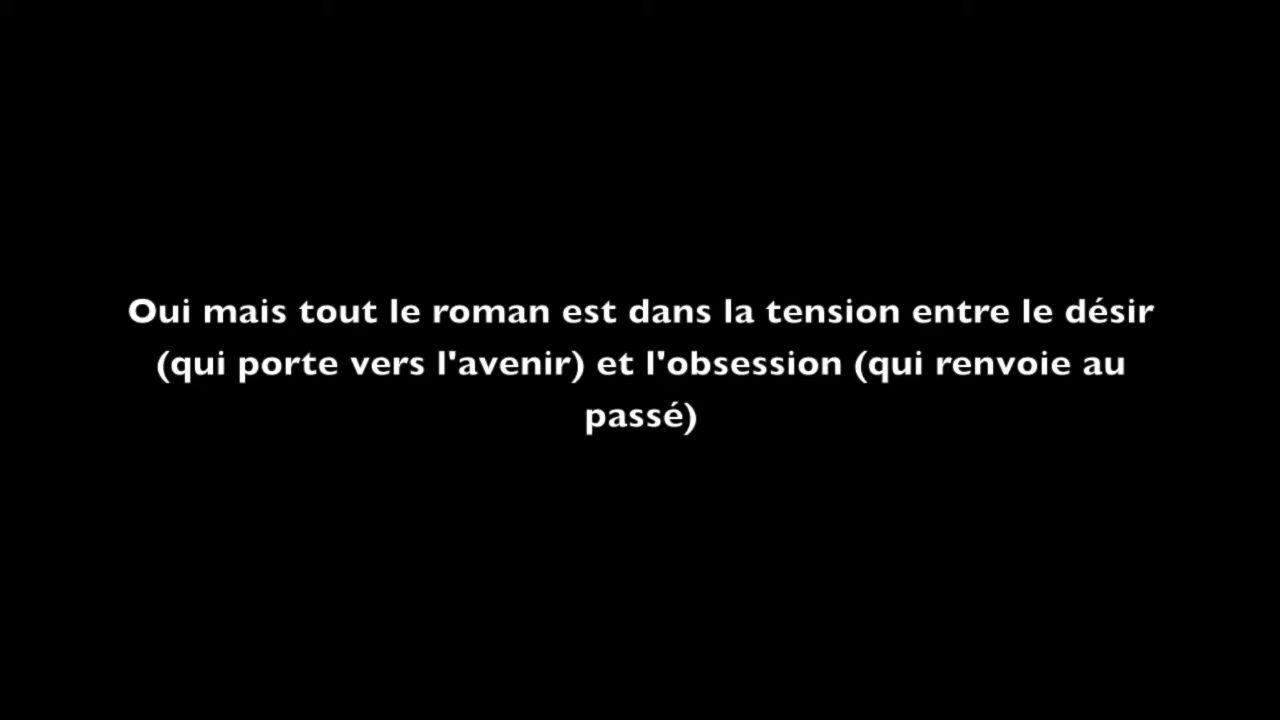 Oui mais tout le roman est dans la tension entre le désir
(qui porte vers l'avenir) et l'obsession (qui renvoie au
passé)